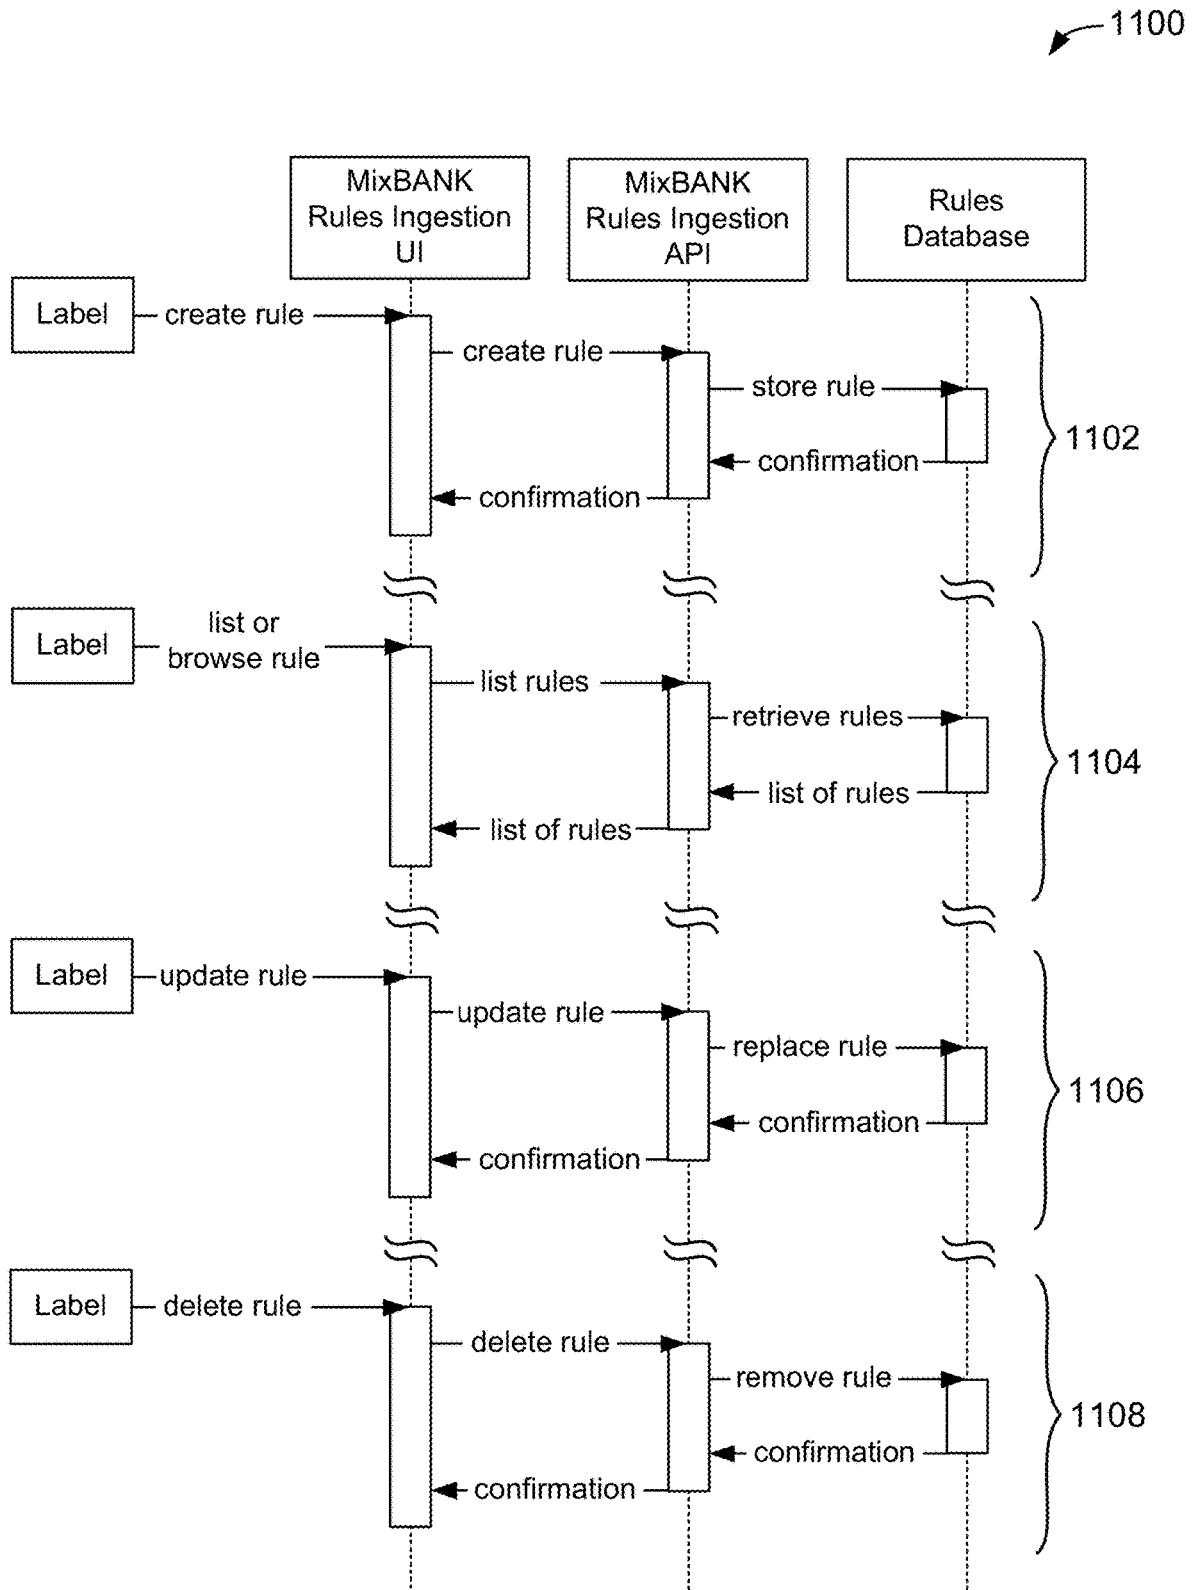 1100
MixBANK
Rules Ingestion
UI
MixBANK
Rules Ingestion
API
Rules
Database
Label
create rule
create rule
store rule
confirmation
confirmation
1102
Label
list or
browse rule
list rules
retrieve rules
list of rules
list of rules
1104
Label
update rule
update rule
replace rule
confirmation
confirmation
1106
Label
delete rule
delete rule
remove rule
confirmation
confirmation
1108